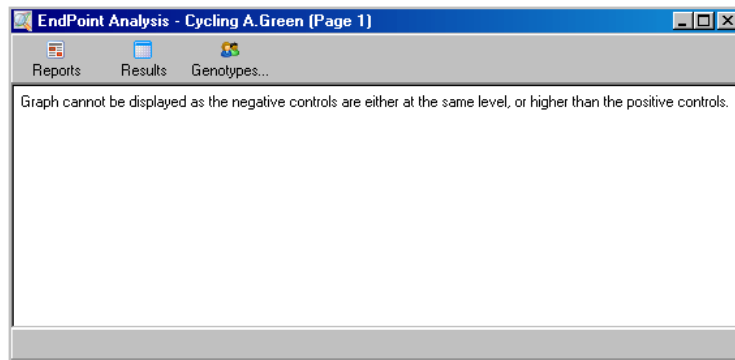 EndPoint Analysis - Cycling A.Green (Page 1)
Reports Results Genotypes...
Graph cannot be displayed as the negative controls are either at the same level, or higher than the positive controls.